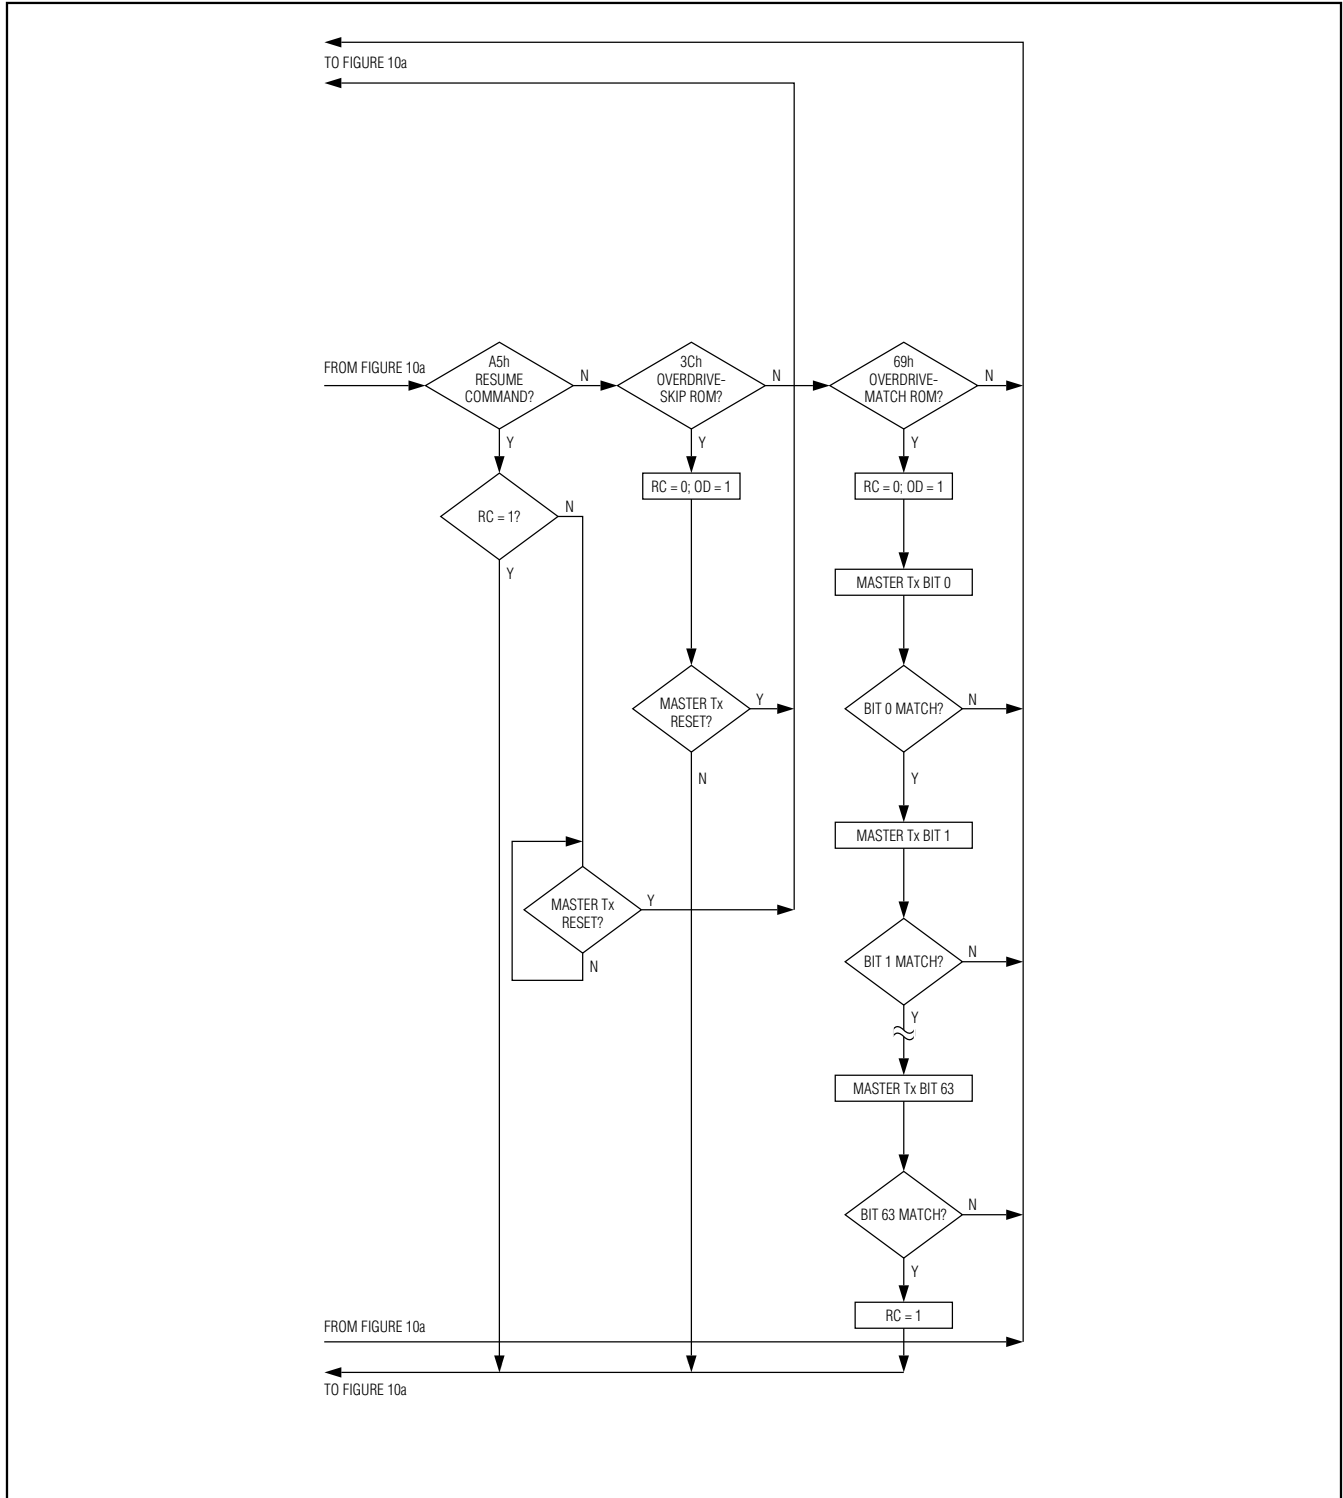 TO FIGURE 10a
FROM FIGURE 10a
A5h
RESUME
COMMAND?
N
3Ch
OVERDRIVE-
SKIP ROM?
N
69h
OVERDRIVE-
MATCH ROM?
N
Y
Y
Y
RC = 1?
N
RC = 0; OD = 1
RC = 0; OD = 1
Y
MASTER Tx BIT 0
MASTER Tx
RESET?
Y
BIT 0 MATCH?
N
N
Y
MASTER Tx BIT 1
MASTER Tx
RESET?
Y
N
BIT 1 MATCH?
N
Y
MASTER Tx BIT 63
BIT 63 MATCH?
N
Y
RC = 1
FROM FIGURE 10a
TO FIGURE 10a